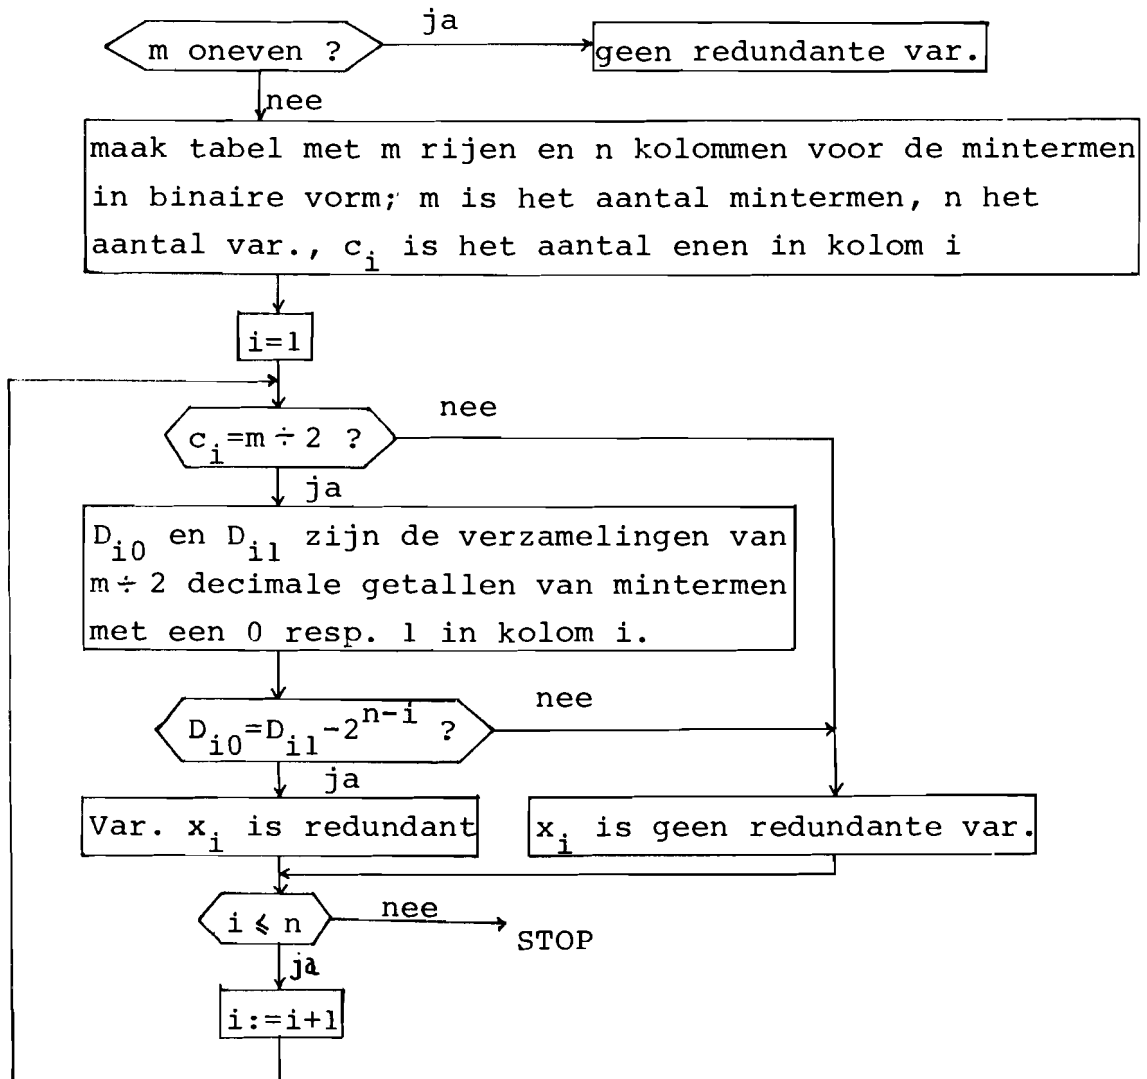 m oneven ?
ja
geen redundante var.
nee
maak tabel met m rijen en n kolommen voor de mintermen
in binaire vorm; m is het aantal mintermen, n het
aantal var., c_i is het aantal enen in kolom i
i=1
c_i=m ÷ 2 ?
nee
ja
D_i0 en D_i1 zijn de verzamelingen van
m ÷ 2 decimale getallen van mintermen
met een 0 resp. 1 in kolom i.
D_i0=D_i1-2^n-i ?
nee
ja
Var. x_i is redundant
x_i is geen redundante var.
i ⩽ n
nee
STOP
ja
i:=i+1